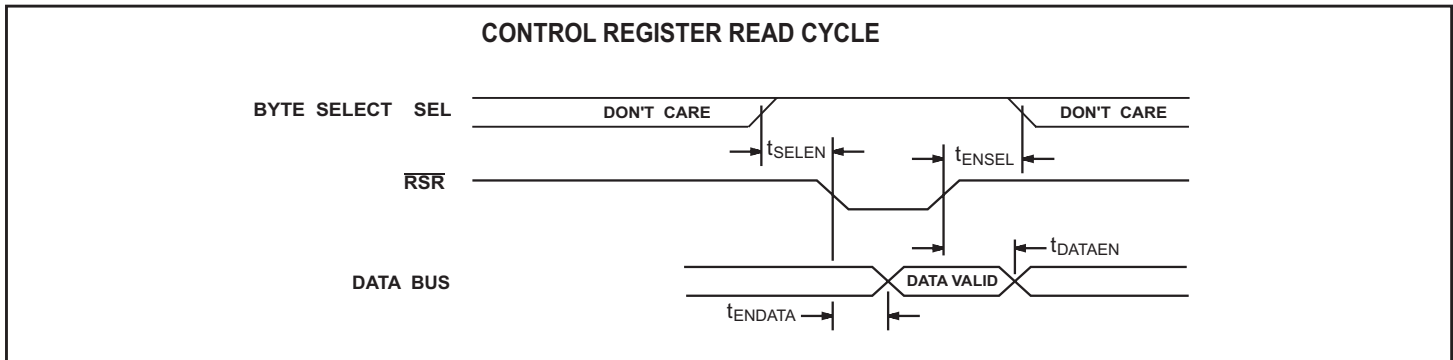 CONTROL REGISTER READ CYCLE
BYTE SELECT SEL
DON'T CARE
DON'T CARE
tSELEN
tENSEL
RSR
tDATAEN
DATA BUS
DATA VALID
tENDATA